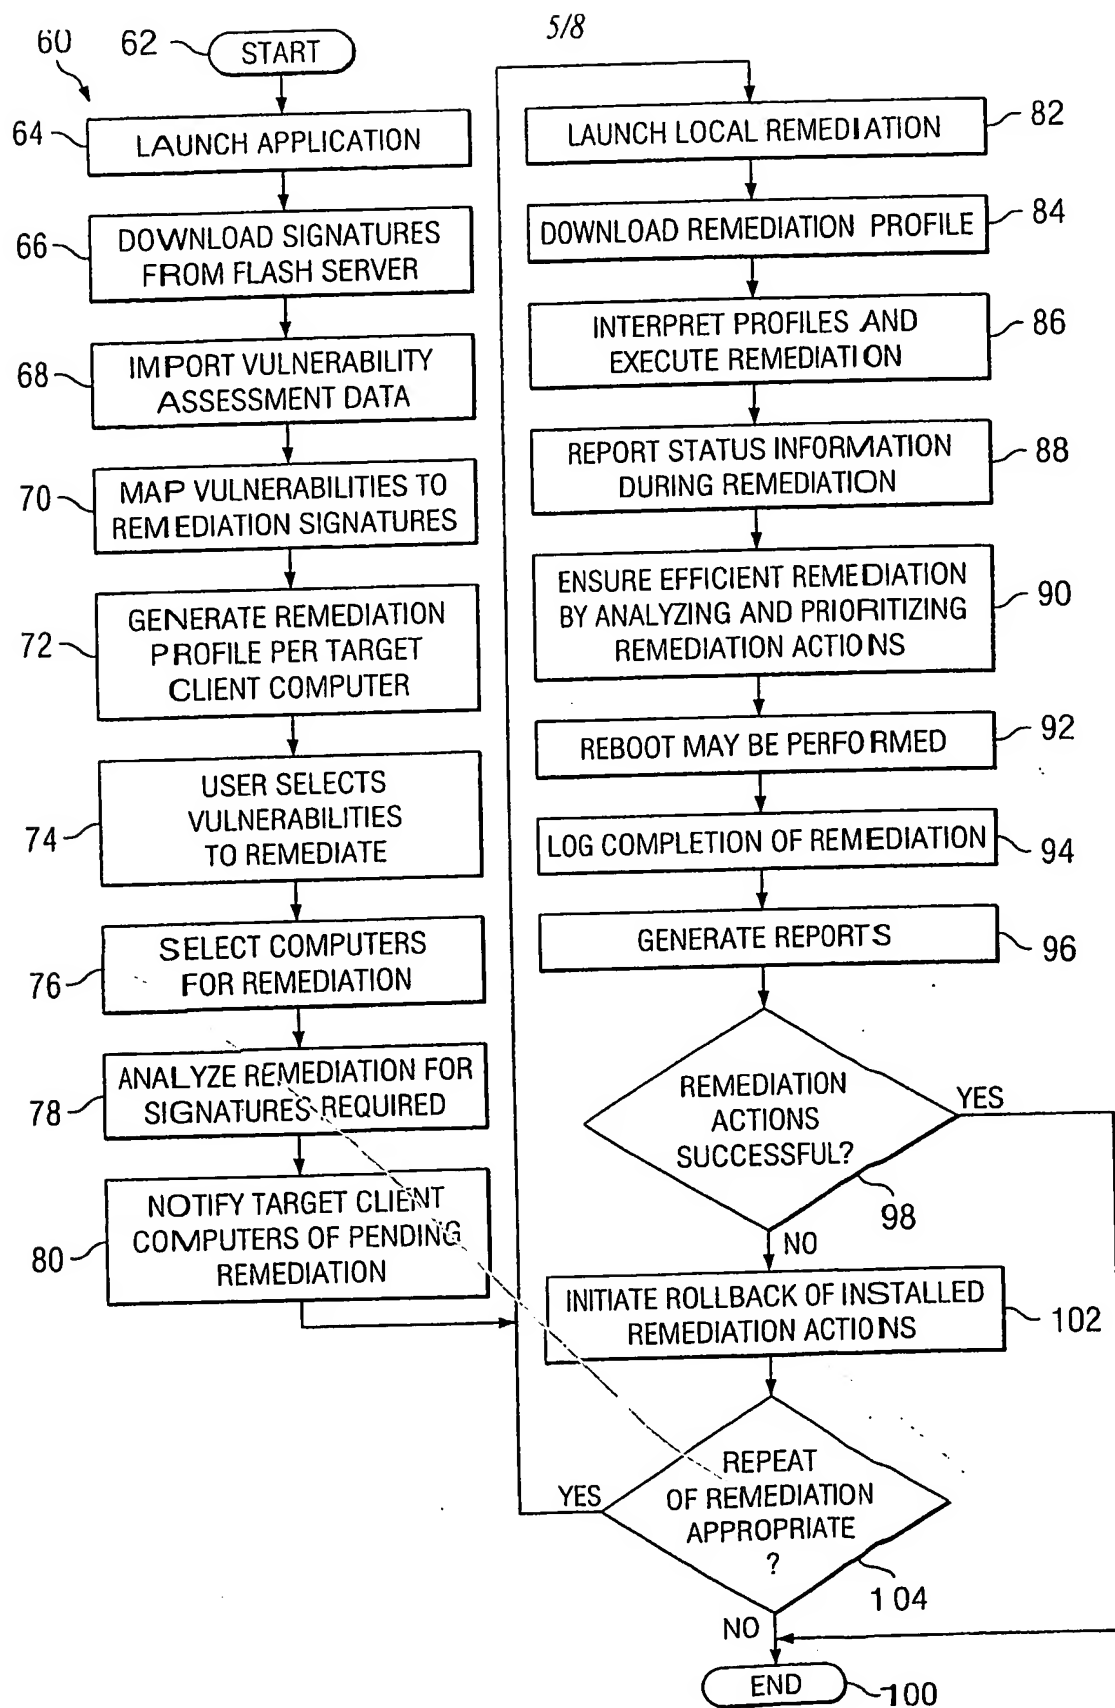 5/8
60
62
START
64
LAUNCH APPLICATION
66
DOWNLOAD SIGNATURES
FROM FLASH SERVER
68
IMPORT VULNERABILITY
ASSESSMENT DATA
70
MAP VULNERABILITIES TO
REMEDIATION SIGNATURES
72
GENERATE REMEDIATION
PROFILE PER TARGET
CLIENT COMPUTER
74
USER SELECTS
VULNERABILITIES
TO REMEDIATE
76
SELECT COMPUTERS
FOR REMEDIATION
78
ANALYZE REMEDIATION FOR
SIGNATURES REQUIRED
80
NOTIFY TARGET CLIENT
COMPUTERS OF PENDING
REMEDIATION
LAUNCH LOCAL REMEDIATION
82
DOWNLOAD REMEDIATION PROFILE
84
INTERPRET PROFILES AND
EXECUTE REMEDIATION
86
REPORT STATUS INFORMATION
DURING REMEDIATION
88
ENSURE EFFICIENT REMEDIATION
BY ANALYZING AND PRIORITIZING
REMEDIATION ACTIONS
90
REBOOT MAY BE PERFORMED
92
LOG COMPLETION OF REMEDIATION
94
GENERATE REPORTS
96
REMEDIATION
ACTIONS
SUCCESSFUL?
YES
98
NO
INITIATE ROLLBACK OF INSTALLED
REMEDIATION ACTIONS
102
REPEAT
OF REMEDIATION
APPROPRIATE
?
YES
104
NO
END
100